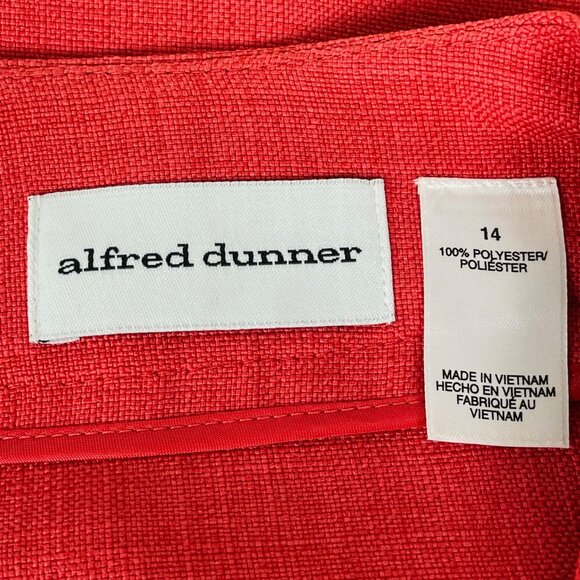 alfred dunner
14
100% POLYESTER/
POLIÉSTER
MADE IN VIETNAM
HECHO EN VIETNAM
FABRIQUÉ AU
VIETNAM